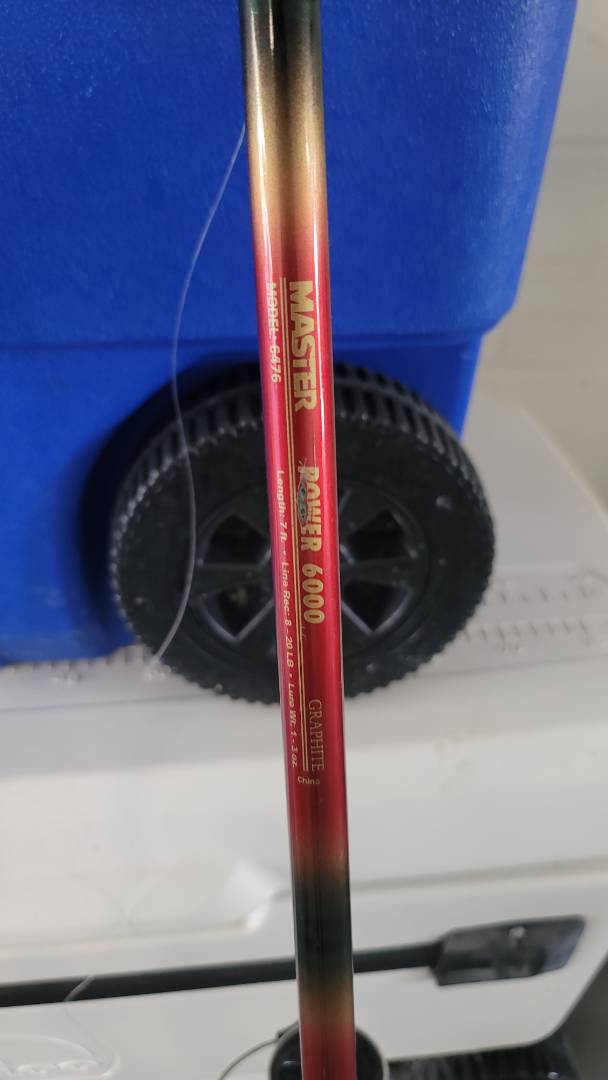 MASTER
MODEL: 6476
POWER 6000
Length: 7 ft. • Line Rec: 8 - 20 LB • Lure Wt: 1 - 3 oz.
GRAPHITE
China